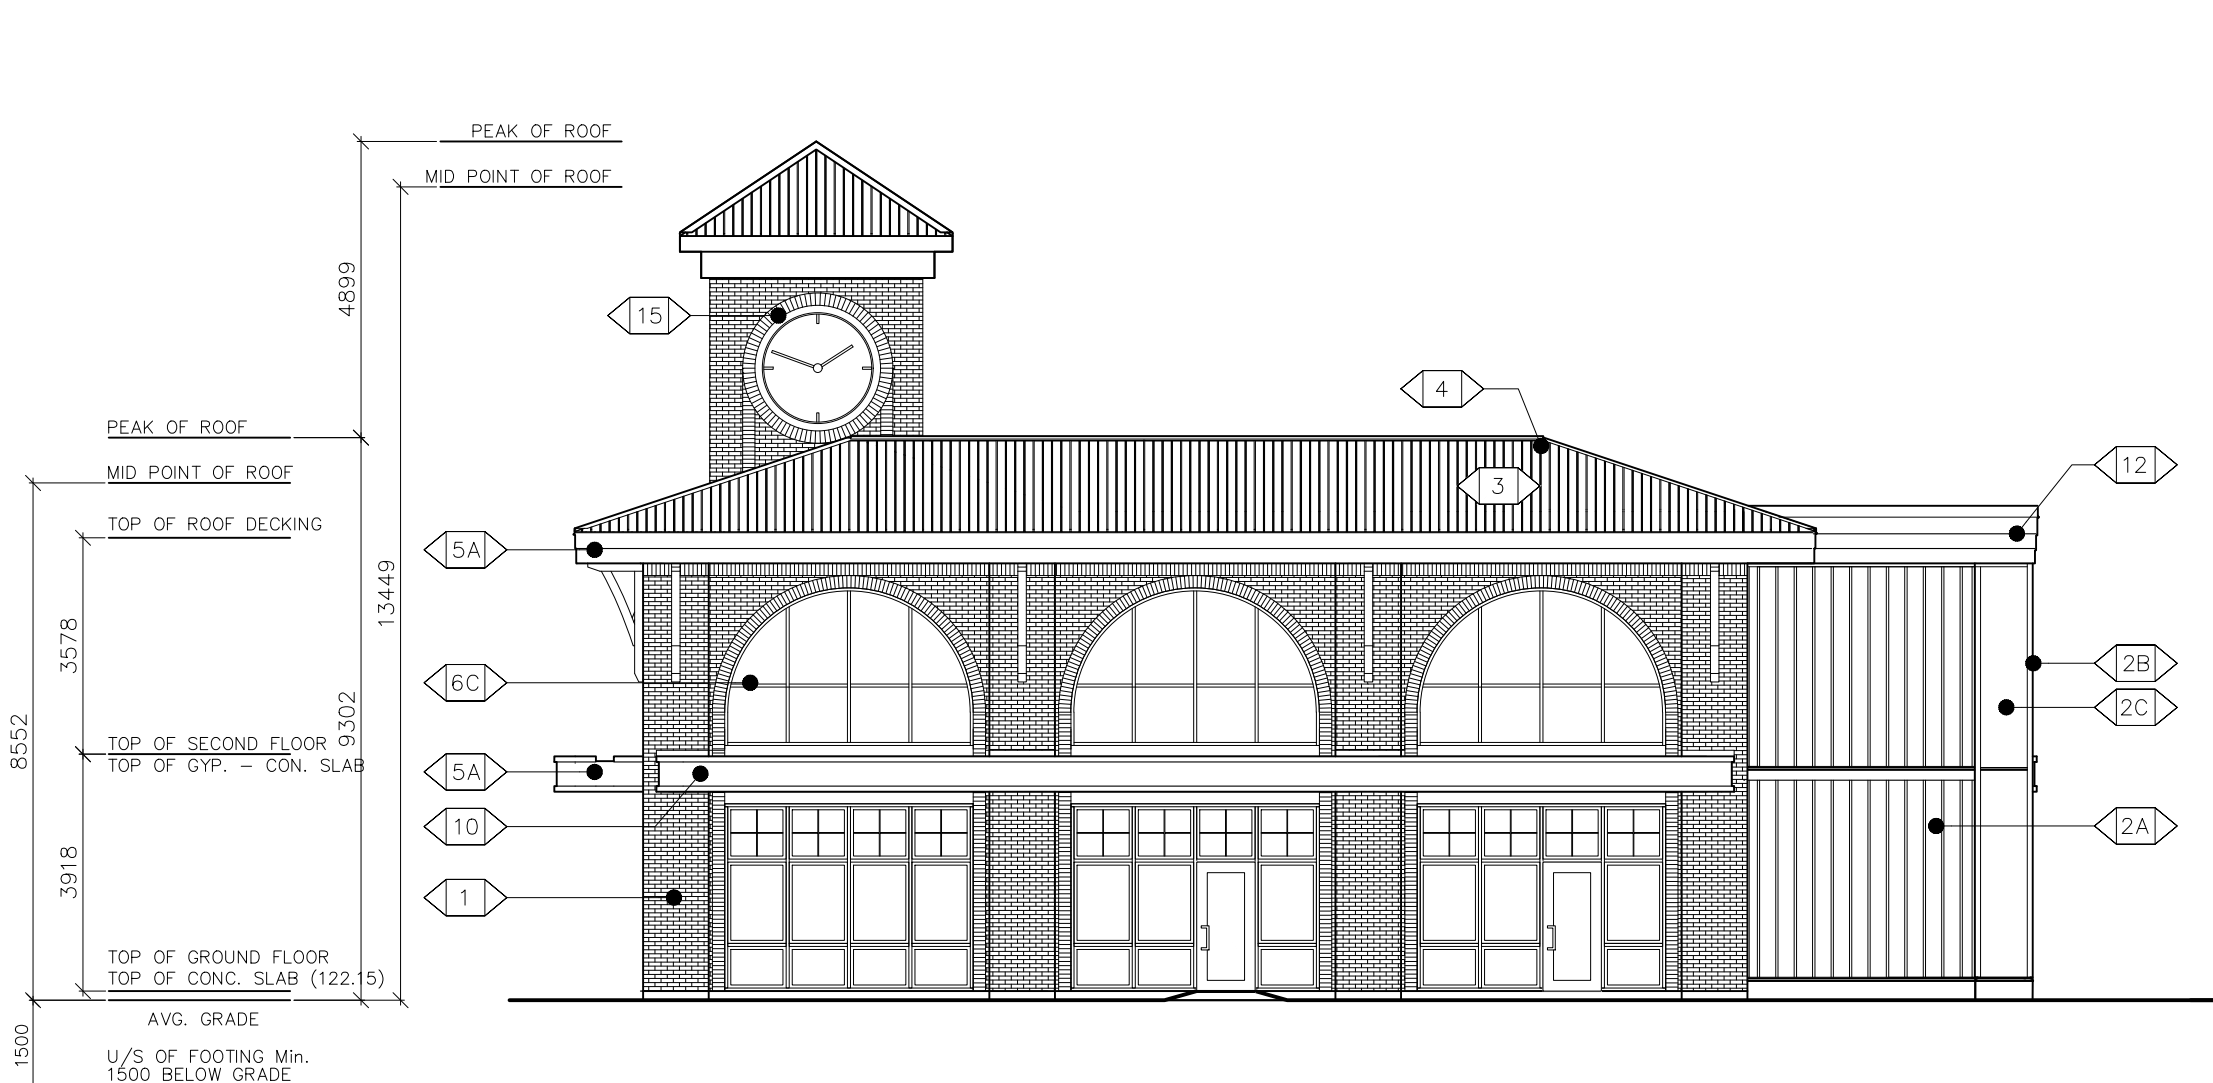 PEAK OF ROOF
MID POINT OF ROOF
4899
15
4
PEAK OF ROOF
12
MID POINT OF ROOF
3
TOP OF ROOF DECKING
5A
13449
3578
2B
6C
2C
9302
8552
TOP OF SECOND FLOOR
TOP OF GYP. – CON. SLAB
5A
10
2A
3918
1
TOP OF GROUND FLOOR
TOP OF CONC. SLAB (122.15)
AVG. GRADE
1500
U/S OF FOOTING Min.
1500 BELOW GRADE